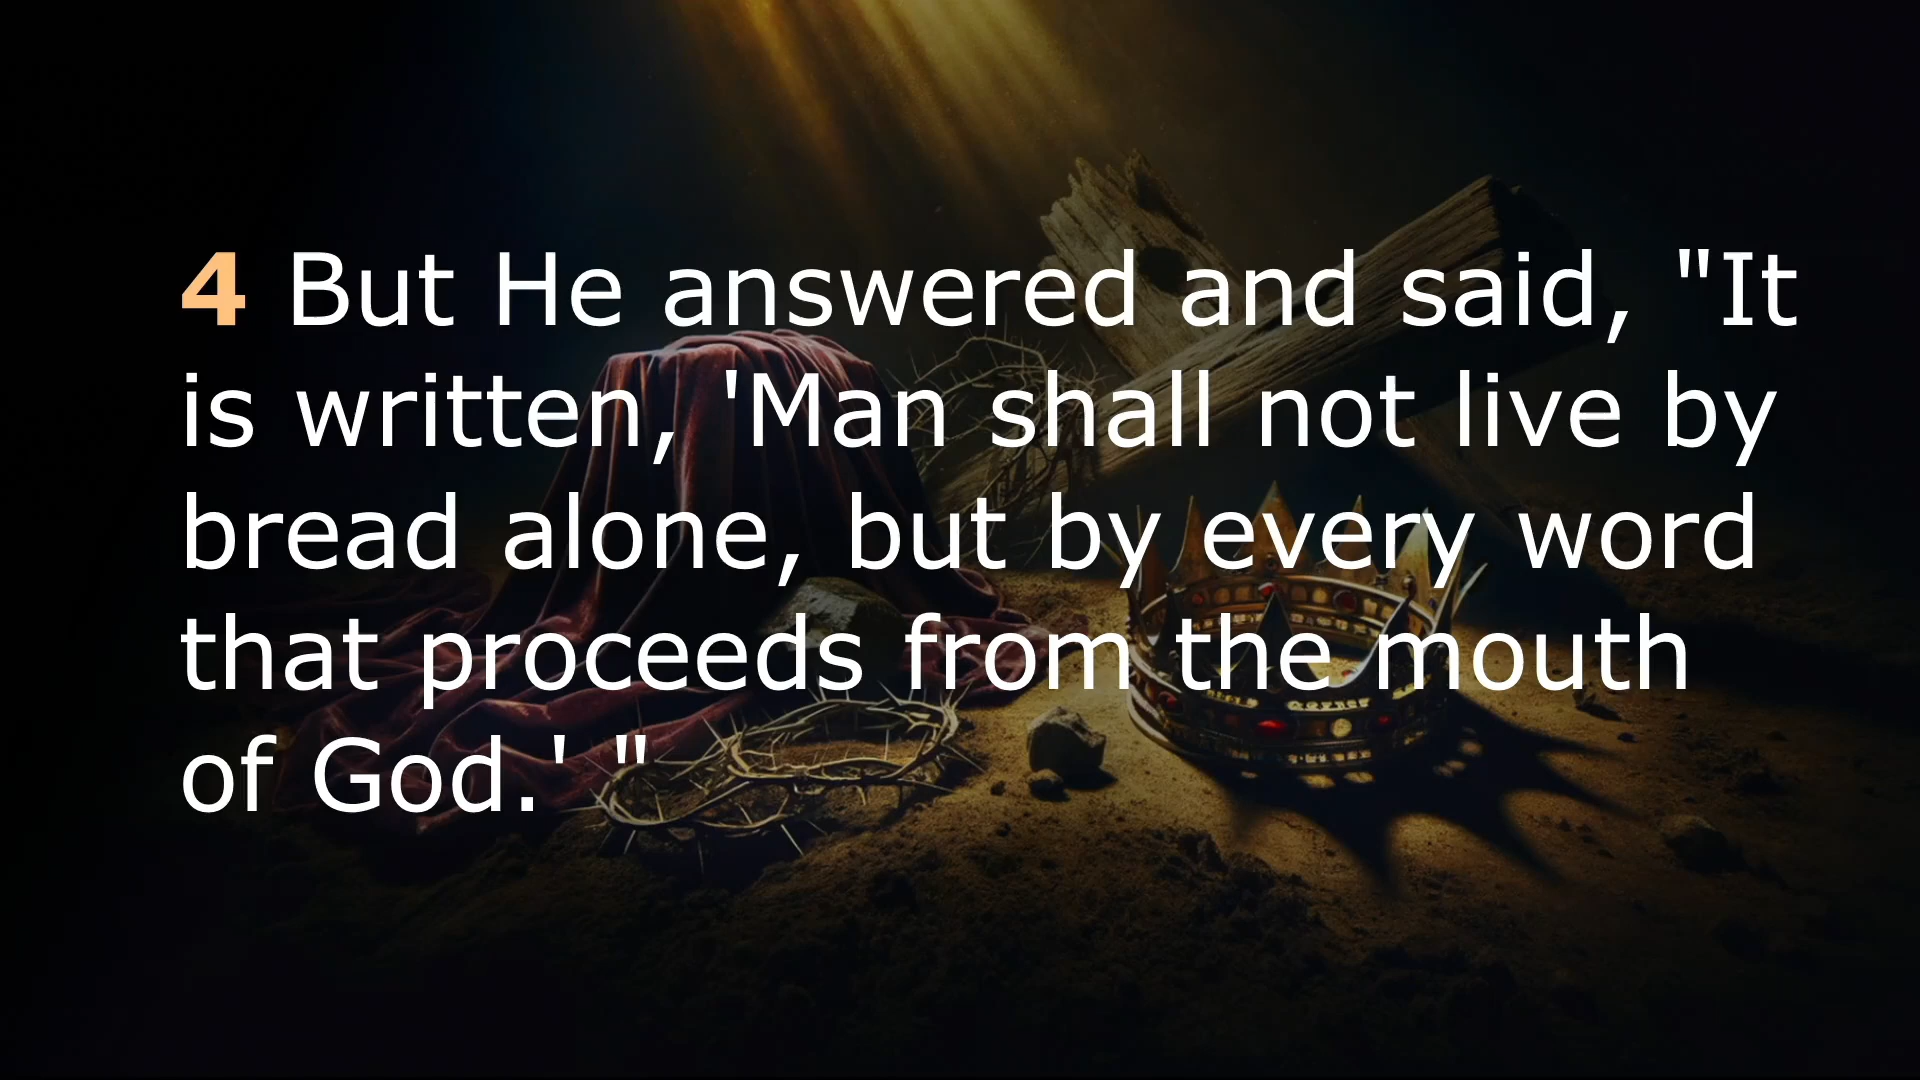 4 But He answered and said, "It
is written, 'Man shall not live by
bread alone, but by every word
that proceeds from the mouth
of God.' "